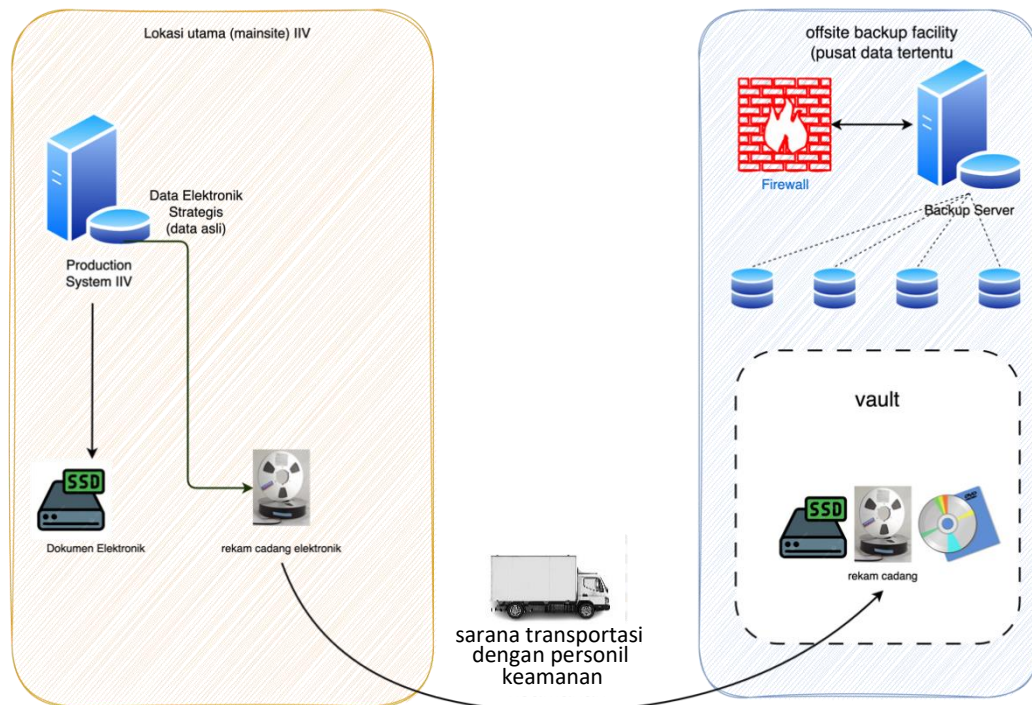 Lokasi utama (mainsite) IIV
Data Elektronik
Strategis
(data asli)
Production
System IIV
SSD
Dokumen Elektronik
rekam cadang elektronik
sarana transportasi
dengan personil
keamanan
offsite backup facility
(pusat data tertentu
Firewall
Backup Server
vault
SSD
DVD
rekam cadang